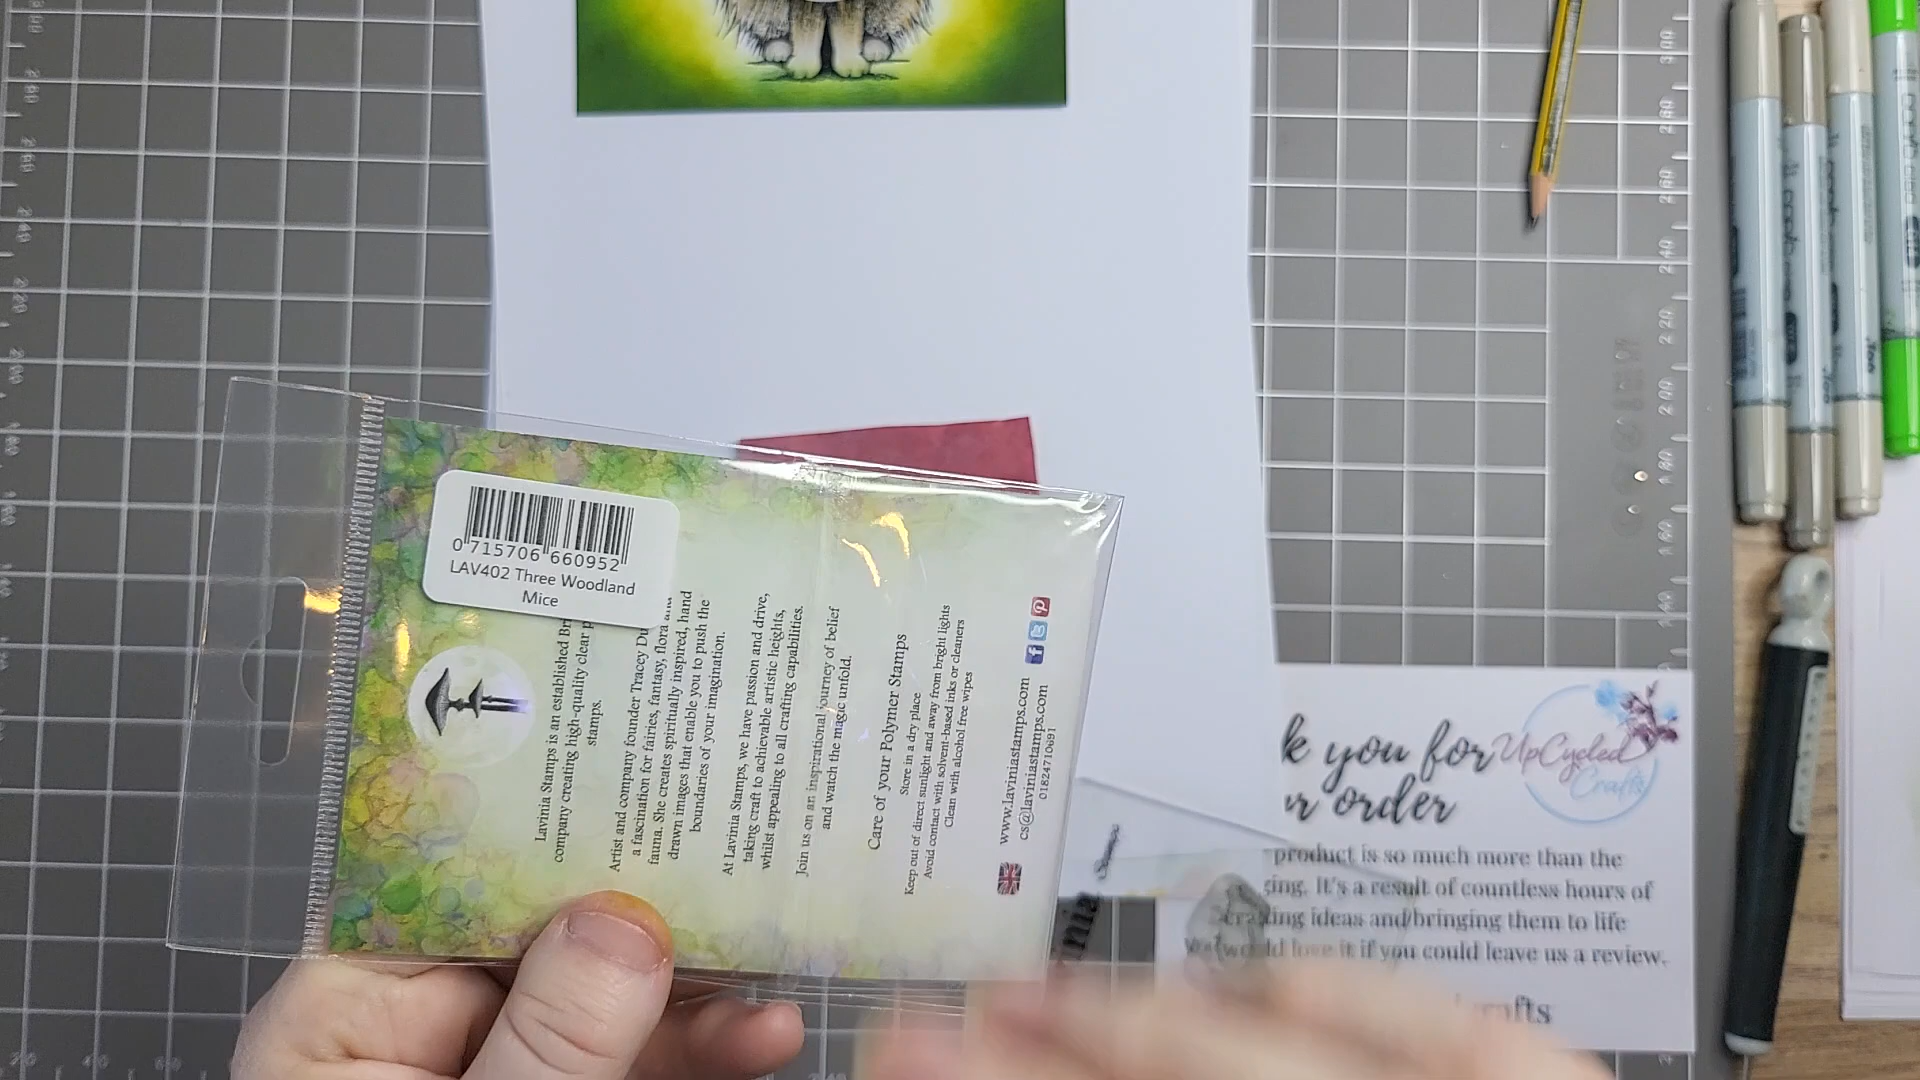 0 715706 660952
LAV402 Three Woodland
Mice
Lavinia Stamps is an established
company creating high-quality clear
stamps.
Artist and company founder Tracey
a fascination for fairies, fantasy, flora and
fauna. She creates spiritually inspired, hand
drawn images that enable you to push the
boundaries of your imagination.
At Lavinia Stamps, we have passion and drive,
taking craft to achievable artistic heights,
whilst appealing to all crafting capabilities.
Join us on an inspirational journey of belief
and watch the magic unfold.
Care of your Polymer Stamps
Store in a dry place
Keep out of direct sunlight and away from bright lights
Avoid contact with solvent-based inks or cleaners
Clean with alcohol free wipes
www.laviniastamps.com
cs@laviniastamps.com
01824710691
k you for
order
UpCycled
Crafts
product is so much more than the
It's a result of countless hours of
ideas and bringing them to life
We would love it if you could leave us a review.